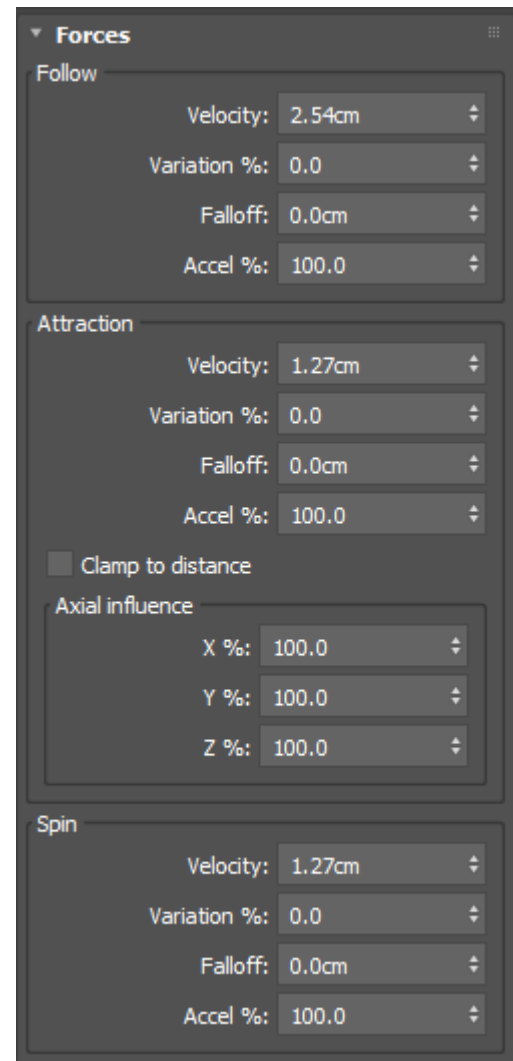 Forces
Follow
Velocity: 2.54cm
Variation %: 0.0
Falloff: 0.0cm
Accel %: 100.0
Attraction
Velocity: 1.27cm
Variation %: 0.0
Falloff: 0.0cm
Accel %: 100.0
Clamp to distance
Axial influence
X %: 100.0
Y %: 100.0
Z %: 100.0
Spin
Velocity: 1.27cm
Variation %: 0.0
Falloff: 0.0cm
Accel %: 100.0